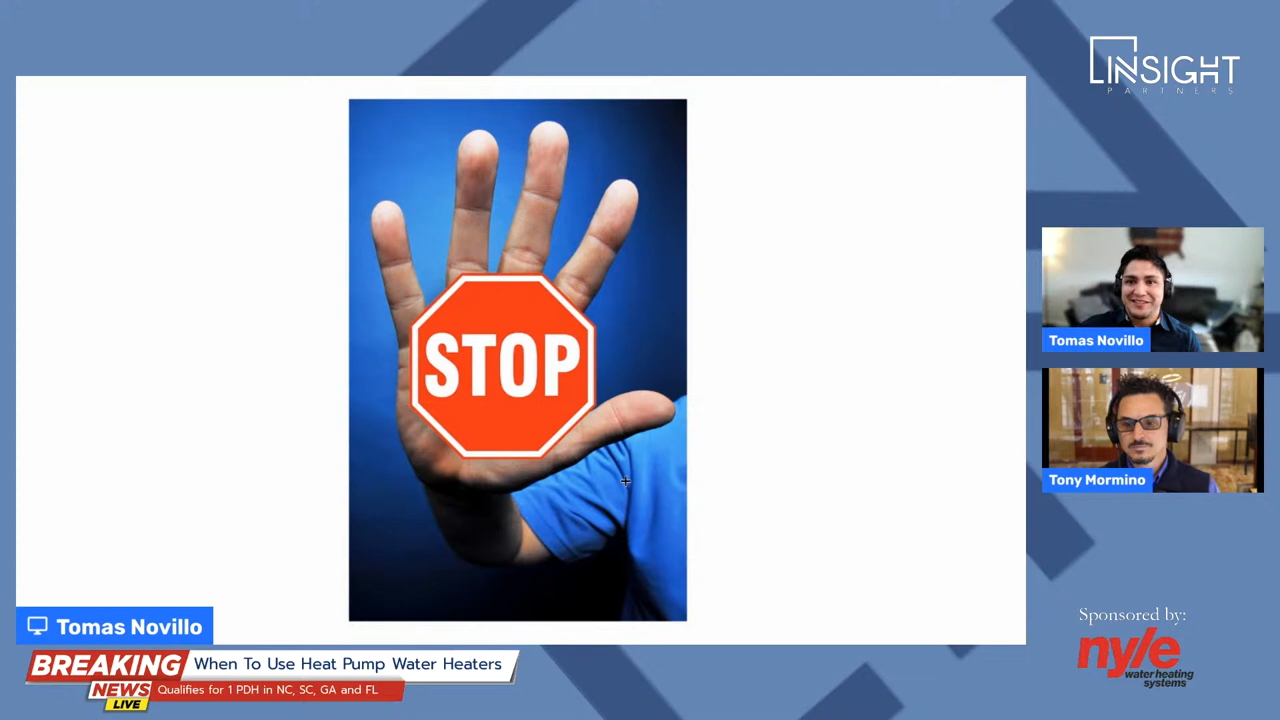 INSIGHT
PARTNERS
STOP
Tomas Novillo
Tony Mormino
Tomas Novillo
BREAKING
NEWS
LIVE
When To Use Heat Pump Water Heaters
Qualifies for 1 PDH in NC, SC, GA and FL
Sponsored by:
nyle
water heating
systems